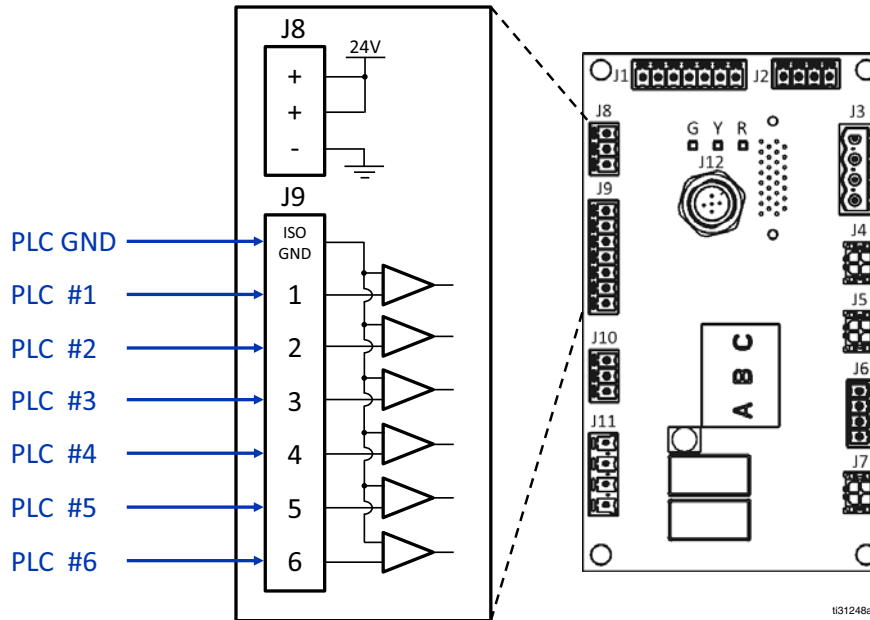 J8
24V
+
+
-
J9
ISO
GND
1
2
3
4
5
6
PLC GND
PLC #1
PLC #2
PLC #3
PLC #4
PLC #5
PLC #6
J1
J2
J8
J3
G Y R
J12
J9
J4
J5
J10
A B C
J6
J11
J7
ti31248a